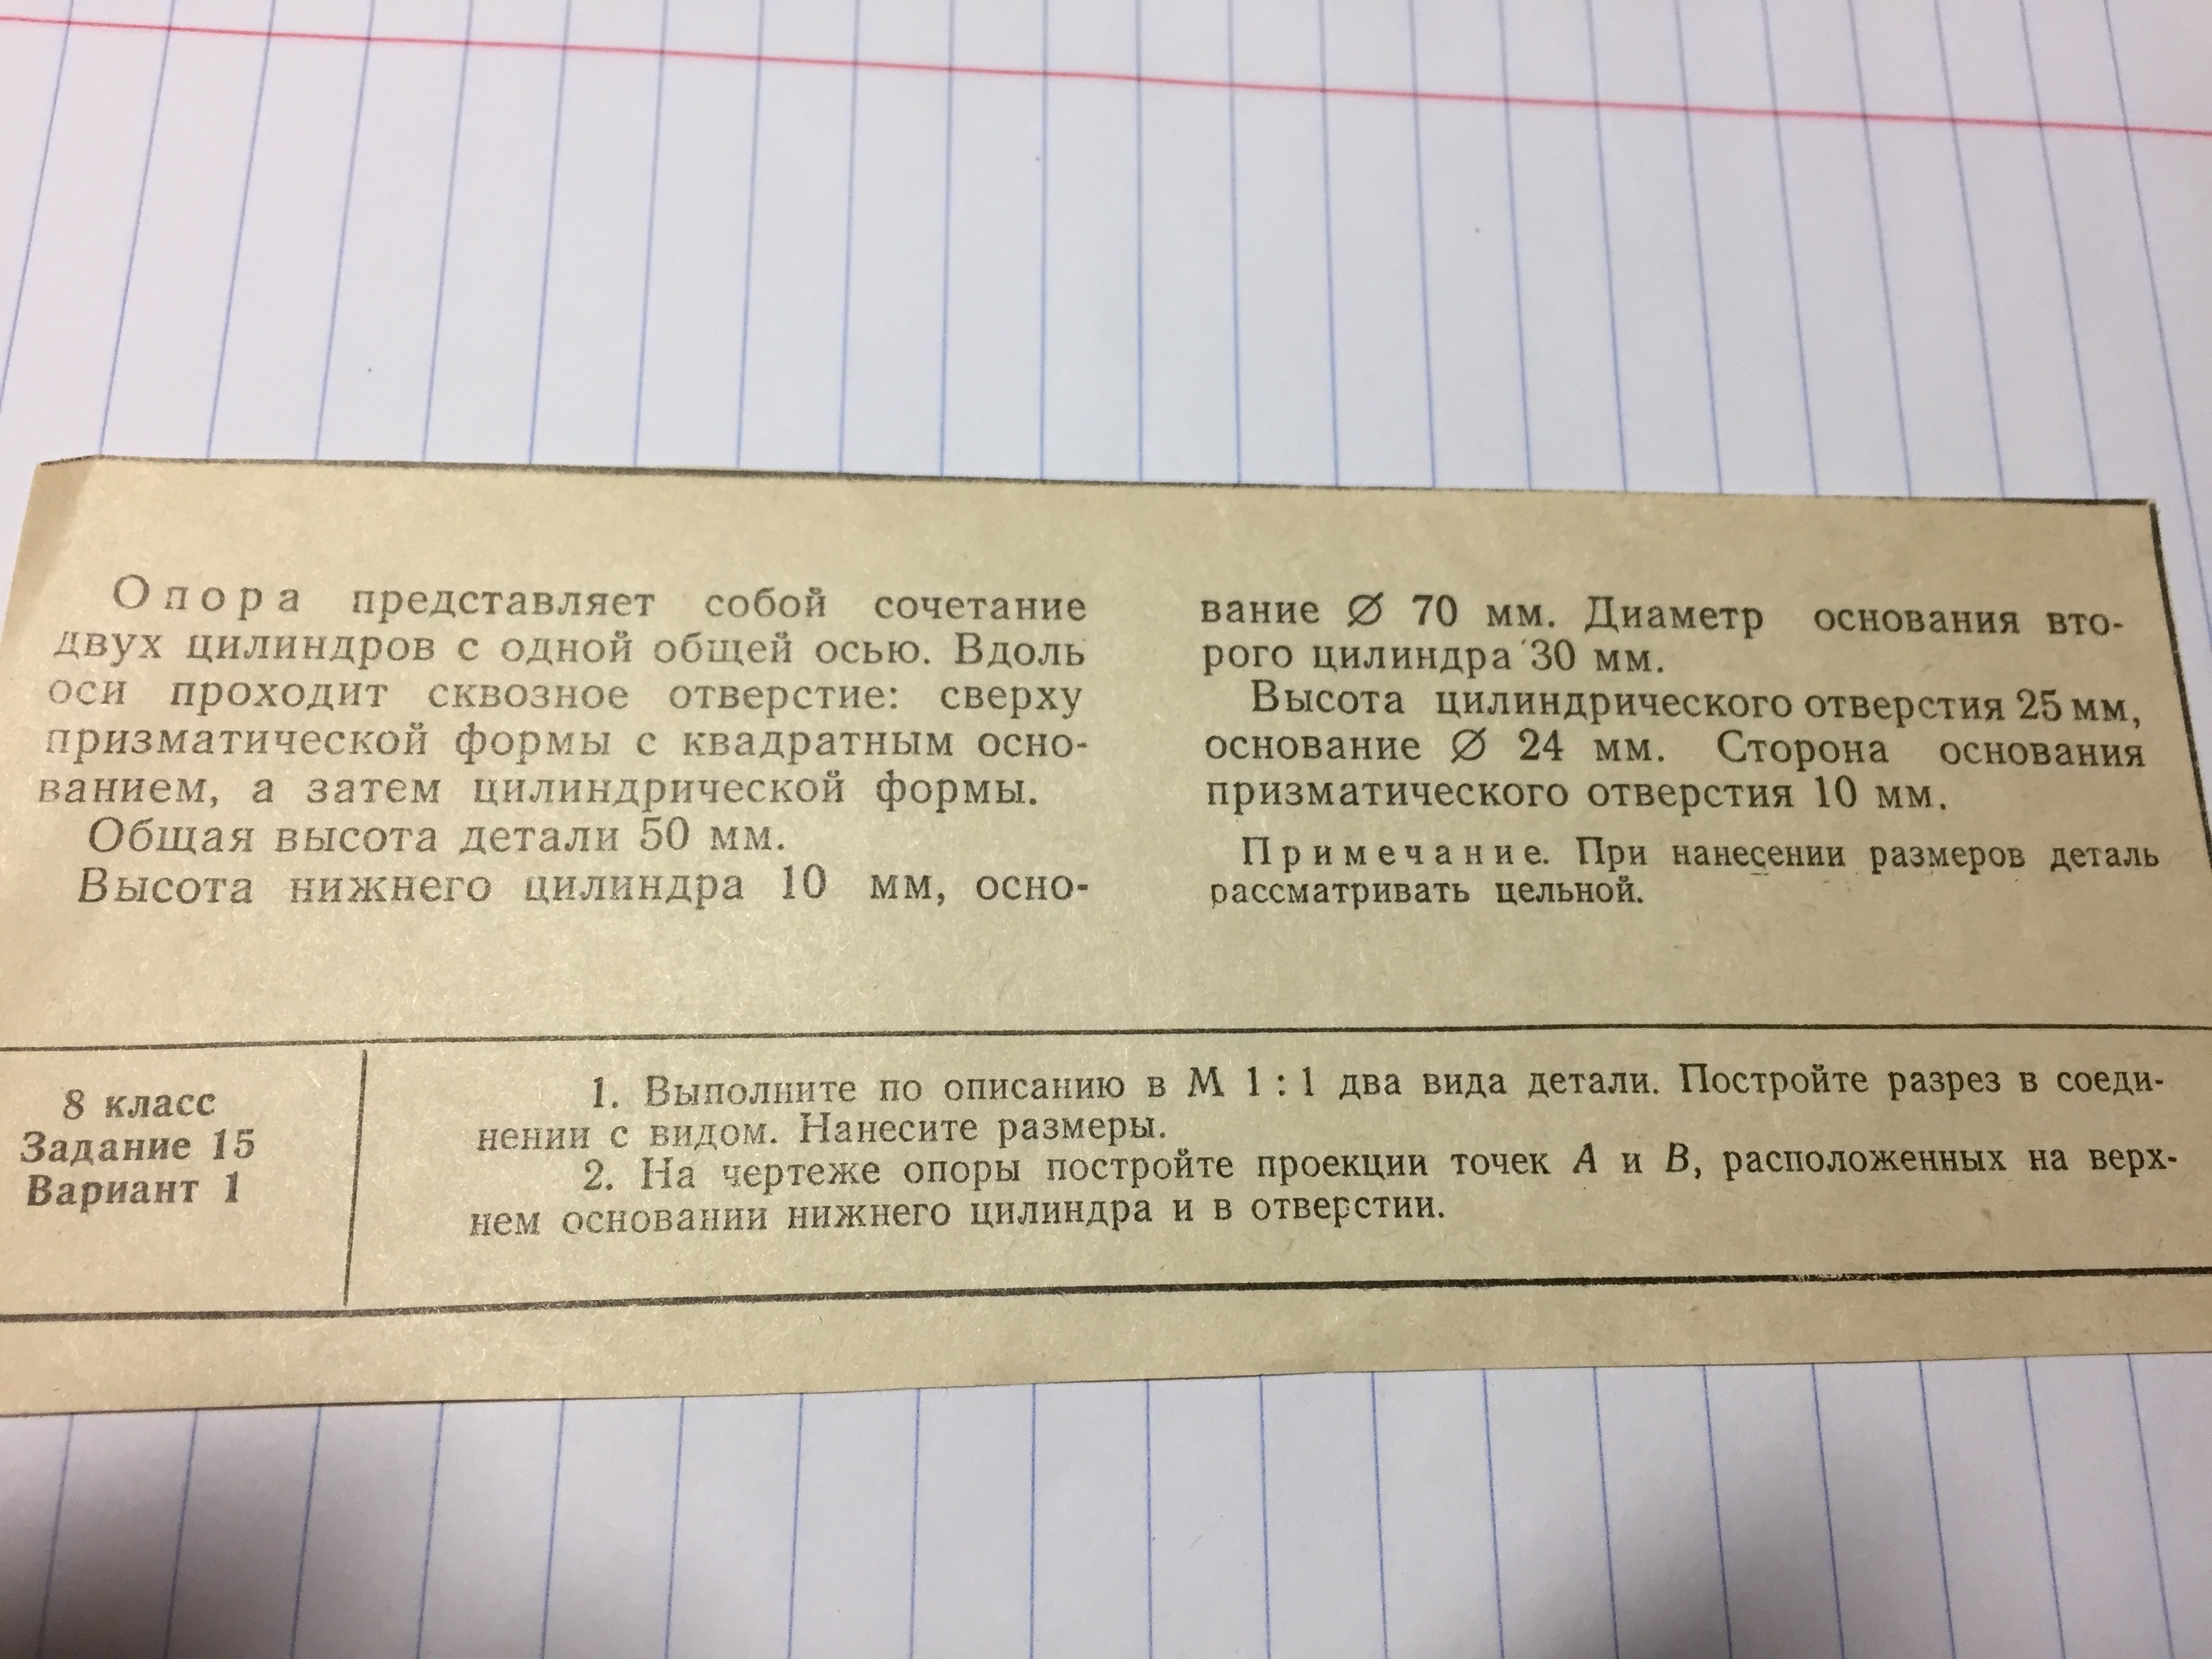 Опора представляет собой сочетание
двух цилиндров с одной общей осью. Вдоль
оси проходит сквозное отверстие: сверху
призматической формы с квадратным осно-
ванием, а затем цилиндрической формы.
Общая высота детали 50 мм.
Высота нижнего цилиндра 10 мм, осно-
вание ∅ 70 мм. Диаметр основания вто-
рого цилиндра 30 мм.
Высота цилиндрического отверстия 25 мм,
основание ∅ 24 мм. Сторона основания
призматического отверстия 10 мм.
Примечание. При нанесении размеров деталь
рассматривать цельной.
8 класс
Задание 15
Вариант 1
1. Выполните по описанию в М 1 : 1 два вида детали. Постройте разрез в соеди-
нении с видом. Нанесите размеры.
2. На чертеже опоры постройте проекции точек А и В, расположенных на верх-
нем основании нижнего цилиндра и в отверстии.